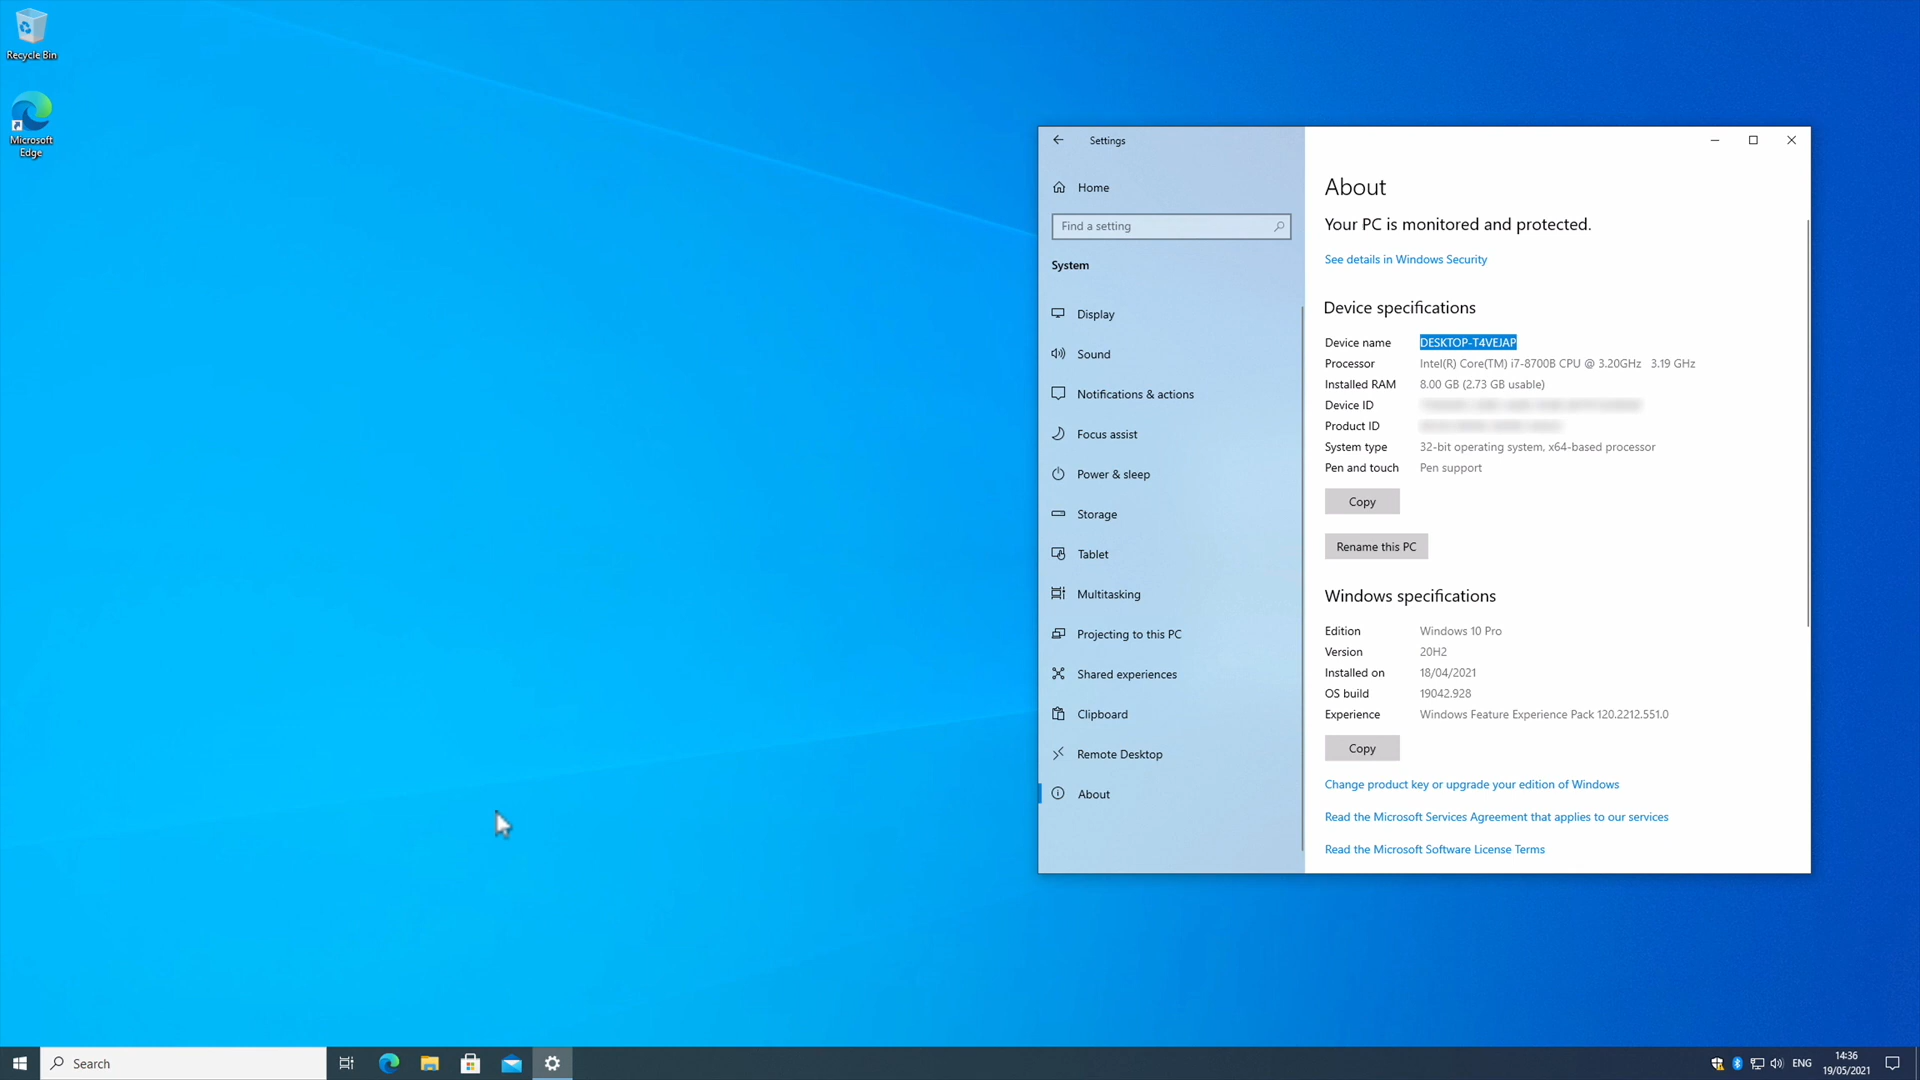 Recycle Bin
Microsoft
Edge
Settings
Home
Find a setting
System
Display
Sound
Notifications & actions
Focus assist
Power & sleep
Storage
Tablet
Multitasking
Projecting to this PC
Shared experiences
Clipboard
Remote Desktop
About
About
Your PC is monitored and protected.
See details in Windows Security
Device specifications
Device name DESKTOP-T4VEJAP
Processor Intel(R) Core(TM) i7-8700B CPU @ 3.20GHz 3.19 GHz
Installed RAM 8.00 GB (2.73 GB usable)
Device ID
Product ID
System type 32-bit operating system, x64-based processor
Pen and touch Pen support
Copy
Rename this PC
Windows specifications
Edition Windows 10 Pro
Version 20H2
Installed on 18/04/2021
OS build 19042.928
Experience Windows Feature Experience Pack 120.2212.551.0
Copy
Change product key or upgrade your edition of Windows
Read the Microsoft Services Agreement that applies to our services
Read the Microsoft Software License Terms
Search
ENG
14:36
19/05/2021